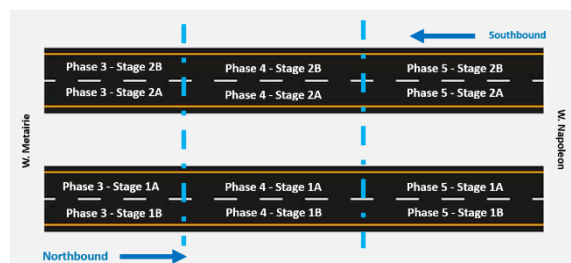 Southbound
Phase 3 - Stage 2B
Phase 4 - Stage 2B
Phase 5 - Stage 2B
Phase 3 - Stage 2A
Phase 4 - Stage 2A
Phase 5 - Stage 2A
W. Metairie
W. Napoleon
Phase 3 - Stage 1A
Phase 4 - Stage 1A
Phase 5 - Stage 1A
Phase 3 - Stage 1B
Phase 4 - Stage 1B
Phase 5 - Stage 1B
Northbound